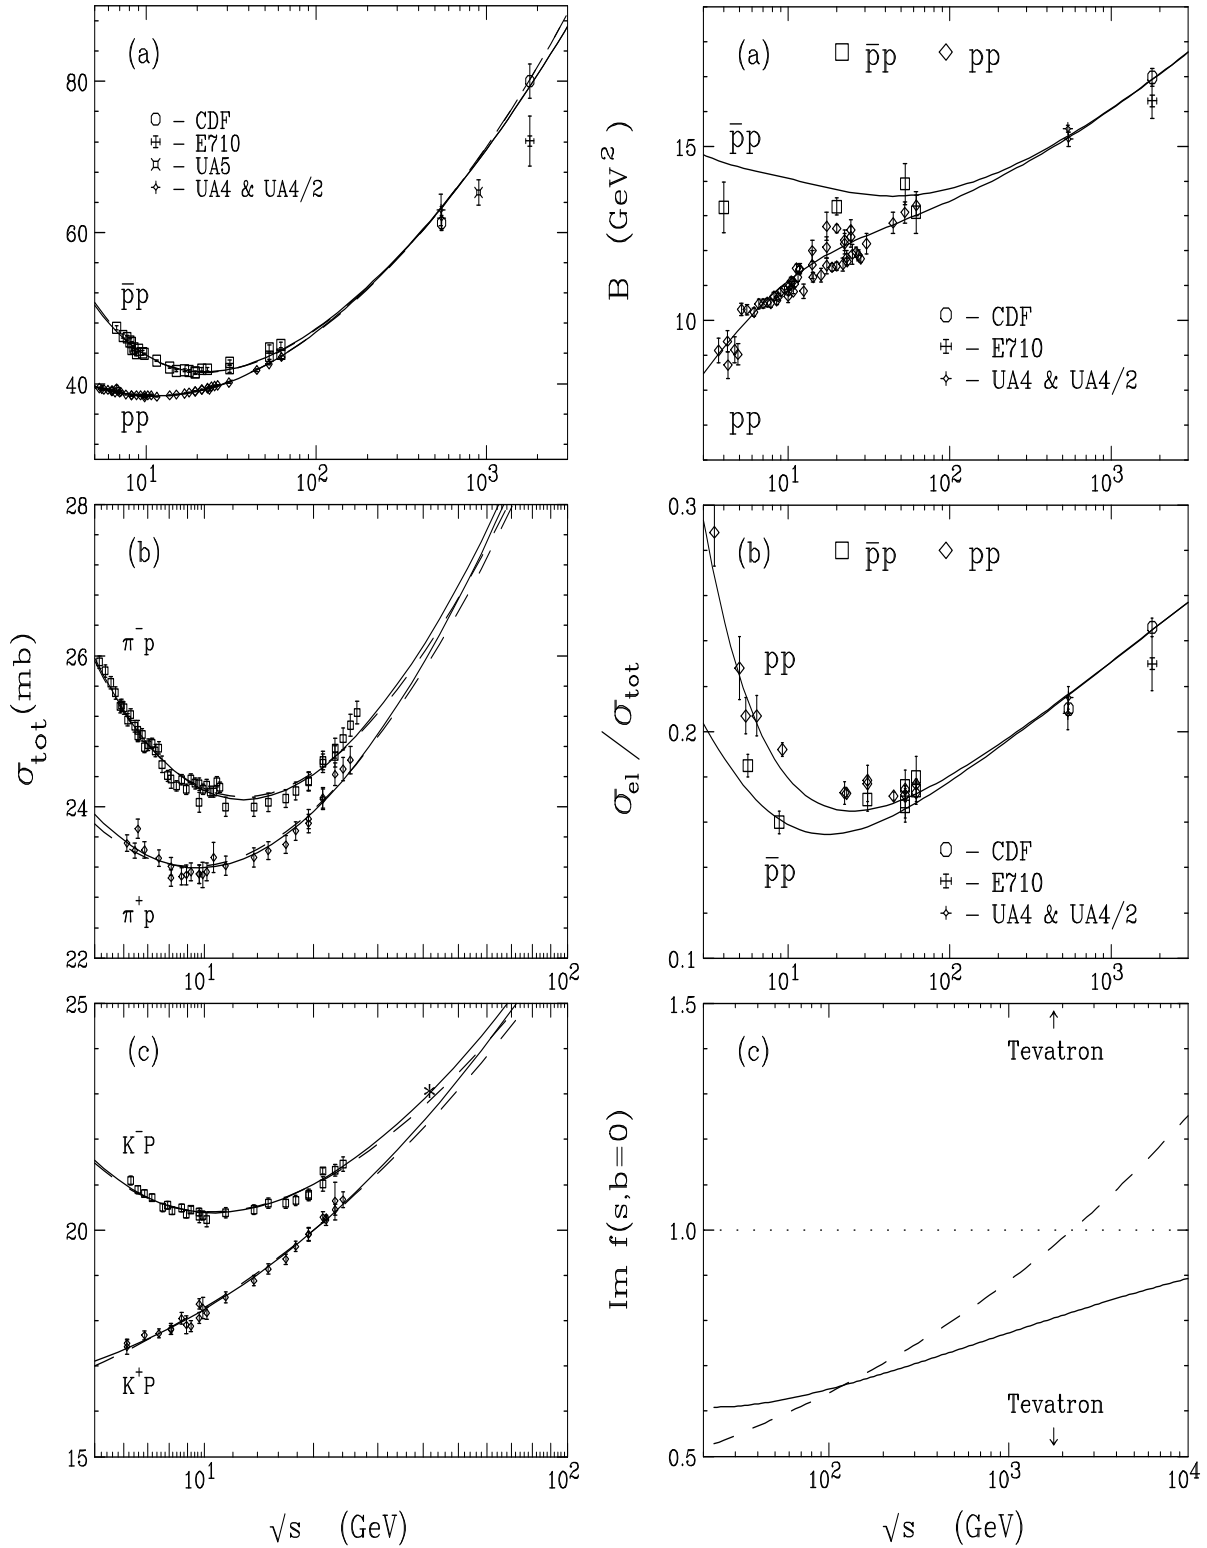 (a)
80
60
40
○ – CDF
– E710
– UA5
– UA4 & UA4/2
p̄p
pp
10¹ 10² 10³
(b)
28
26
24
22
π⁻p
π⁺p
10¹ 10²
σtot(mb)
(c)
25
20
15
K⁻P
K⁺P
10¹ 10²
√s (GeV)
(a)
□ p̄p ◇ pp
15
10
B (GeV²)
p̄p
○ – CDF
– E710
– UA4 & UA4/2
pp
10¹ 10² 10³
(b)
□ p̄p ◇ pp
0.3
0.2
0.1
σel / σtot
pp
p̄p
○ – CDF
– E710
– UA4 & UA4/2
10¹ 10² 10³
(c)
1.5
1.0
0.5
↑
Tevatron
Im f(s,b=0)
Tevatron
↓
10² 10³ 10⁴
√s (GeV)